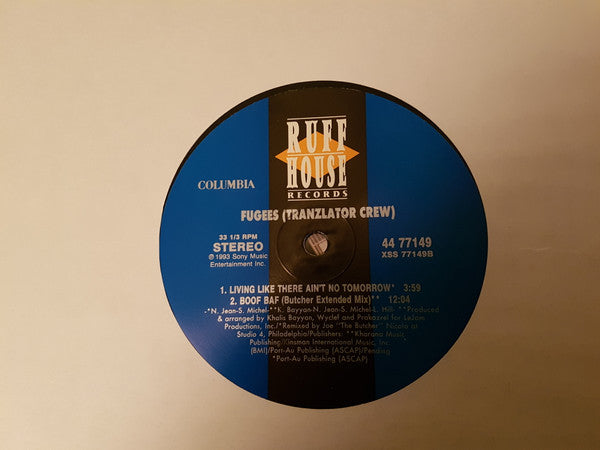 RUFF
HOUSE
RECORDS
COLUMBIA
FUGEES (TRANZLATOR CREW)
33 1/3 RPM
STEREO
℗ 1993 Sony Music
Entertainment Inc.
44 77149
XSS 77149B
1. LIVING LIKE THERE AIN'T NO TOMORROW* 3:59
2. BOOF BAF (Butcher Extended Mix)** 12:04
-*N. Jean-S. Michel-**K. Bayyan-N. Jean-S. Michel-L. Hill-**Produced
& arranged by Khalis Bayyan, Wyclef and Prakazrel for LeJam
Productions, Inc./*Remixed by Joe "The Butcher" Nicolo at
Studio 4, Philadelphia/Publishers: **Kharana Music
Publishing/Kinsman International Music, Inc.
(BMI)/Port-Au Publishing (ASCAP)/Pending
*Port-Au Publishing (ASCAP)